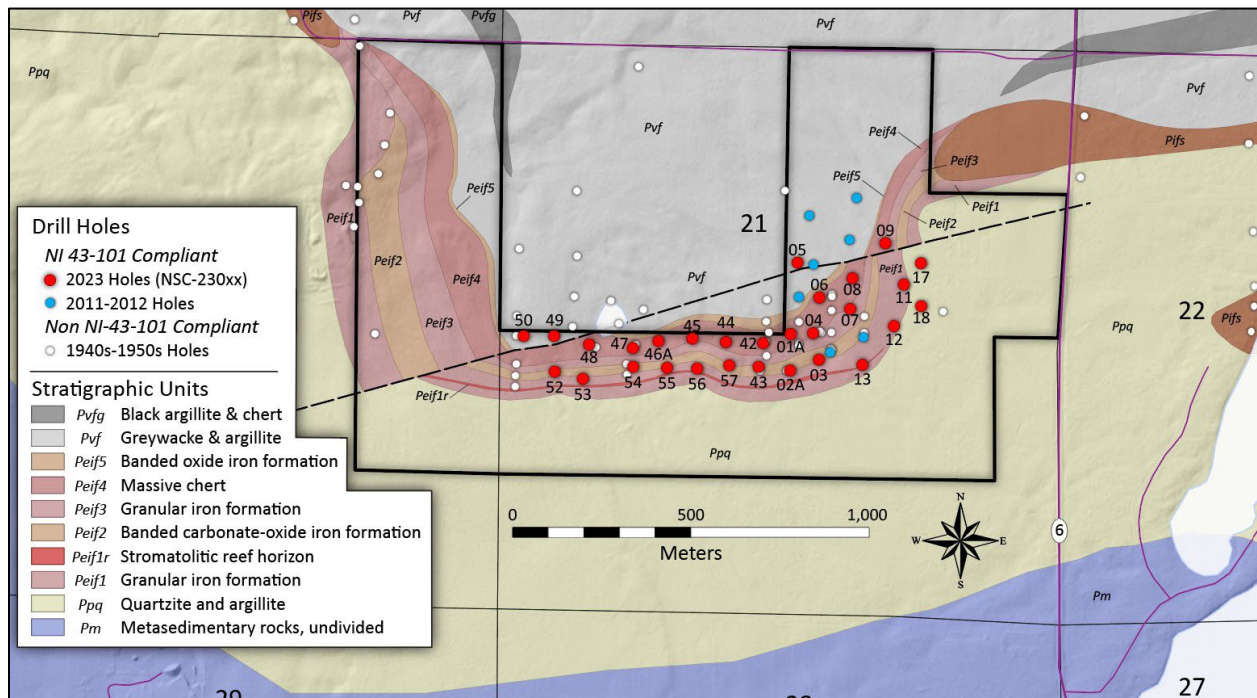 Pifs
Pvf
Pvfg
Pvf
Ppq
Pvf
Pvf
Peif4
Peif3
Pifs
Peif5
Peif1
Peif5
Peif2
Peif1
21
09
05
17
Pvf
Peif1
Peif2
Peif4
08
06
11
18
22
Pifs
Ppq
07
50
49
45
44
04
12
Peif3
47
46A
42
01A
48
54
55
56
57
43
02A
03
13
52
53
Peif1r
Ppq
Drill Holes
NI 43-101 Compliant
2023 Holes (NSC-230xx)
2011-2012 Holes
Non NI-43-101 Compliant
1940s-1950s Holes
Stratigraphic Units
Pvfg Black argillite & chert
Pvf Greywacke & argillite
Peif5 Banded oxide iron formation
Peif4 Massive chert
Peif3 Granular iron formation
Peif2 Banded carbonate-oxide iron formation
Peif1r Stromatolitic reef horizon
Peif1 Granular iron formation
Ppq Quartzite and argillite
Pm Metasedimentary rocks, undivided
0 500 1,000
Meters
N
W E
S
6
Pm
29
28
27